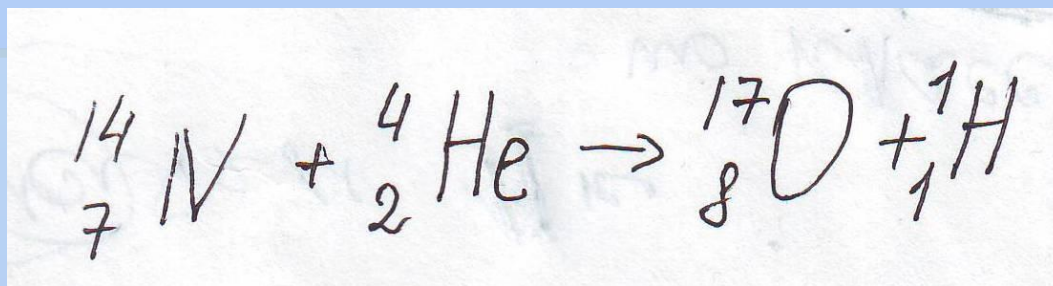 ¹⁴₇N + ⁴₂He → ¹⁷₈O + ¹₁H